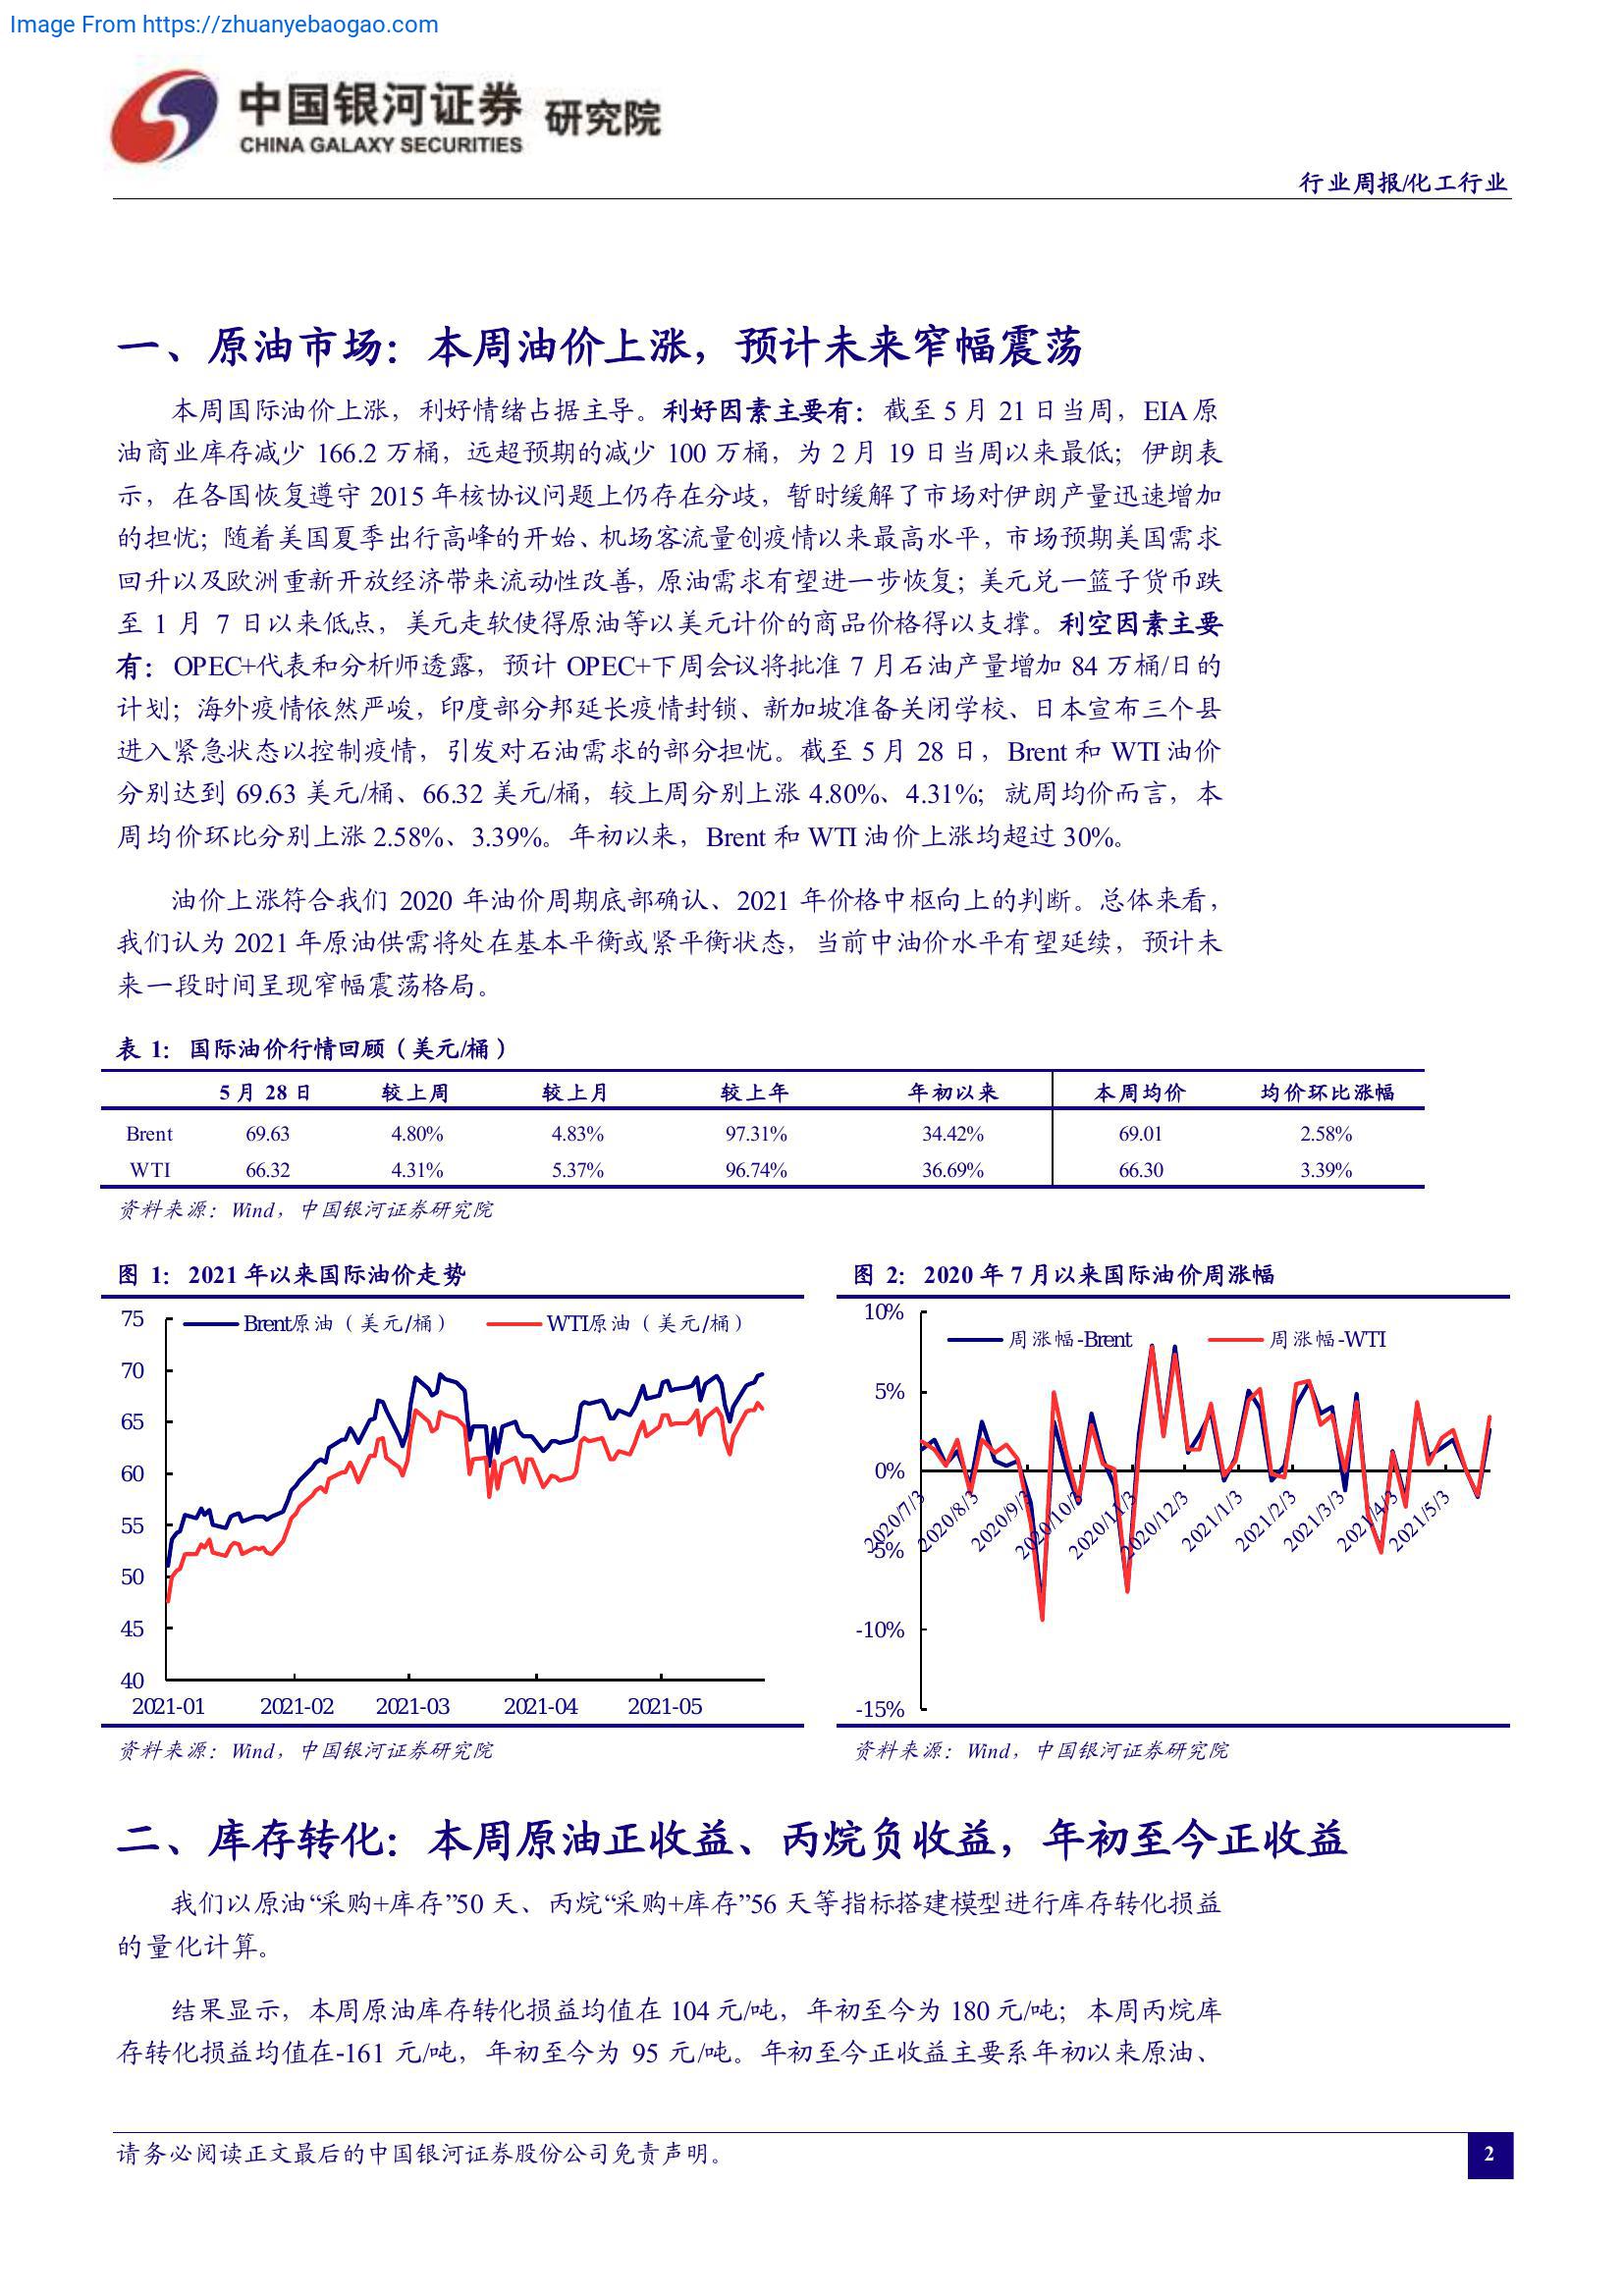 Image From https://zhuanyebaogao.com
中国银河证券 研究院
CHINA GALAXY SECURITIES
行业周报/化工行业
一、原油市场：本周油价上涨，预计未来窄幅震荡
本周国际油价上涨，利好情绪占据主导。利好因素主要有：截至 5 月 21 日当周，EIA 原
油商业库存减少 166.2 万桶，远超预期的减少 100 万桶，为 2 月 19 日当周以来最低；伊朗表
示，在各国恢复遵守 2015 年核协议问题上仍存在分歧，暂时缓解了市场对伊朗产量迅速增加
的担忧；随着美国夏季出行高峰的开始、机场客流量创疫情以来最高水平，市场预期美国需求
回升以及欧洲重新开放经济带来流动性改善，原油需求有望进一步恢复；美元兑一篮子货币跌
至 1 月 7 日以来低点，美元走软使得原油等以美元计价的商品价格得以支撑。利空因素主要
有：OPEC+代表和分析师透露，预计 OPEC+下周会议将批准 7 月石油产量增加 84 万桶/日的
计划；海外疫情依然严峻，印度部分邦延长疫情封锁、新加坡准备关闭学校、日本宣布三个县
进入紧急状态以控制疫情，引发对石油需求的部分担忧。截至 5 月 28 日，Brent 和 WTI 油价
分别达到 69.63 美元/桶、66.32 美元/桶，较上周分别上涨 4.80%、4.31%；就周均价而言，本
周均价环比分别上涨 2.58%、3.39%。年初以来，Brent 和 WTI 油价上涨均超过 30%。
油价上涨符合我们 2020 年油价周期底部确认、2021 年价格中枢向上的判断。总体来看，
我们认为 2021 年原油供需将处在基本平衡或紧平衡状态，当前中油价水平有望延续，预计未
来一段时间呈现窄幅震荡格局。
表 1：国际油价行情回顾（美元/桶）
5 月 28 日 较上周 较上月 较上年 年初以来 本周均价 均价环比涨幅
Brent 69.63 4.80% 4.83% 97.31% 34.42% 69.01 2.58%
WTI 66.32 4.31% 5.37% 96.74% 36.69% 66.30 3.39%
资料来源：Wind，中国银河证券研究院
图 1：2021 年以来国际油价走势
Brent原油（美元/桶） WTI原油（美元/桶）
75
70
65
60
55
50
45
40
2021-01 2021-02 2021-03 2021-04 2021-05
资料来源：Wind，中国银河证券研究院
图 2：2020 年 7 月以来国际油价周涨幅
周涨幅-Brent 周涨幅-WTI
10%
5%
0%
-5%
-10%
-15%
2020/7/3 2020/8/3 2020/9/3 2020/10/3 2020/11/3 2020/12/3 2021/1/3 2021/2/3 2021/3/3 2021/4/3 2021/5/3
资料来源：Wind，中国银河证券研究院
二、库存转化：本周原油正收益、丙烷负收益，年初至今正收益
我们以原油“采购+库存”50 天、丙烷“采购+库存”56 天等指标搭建模型进行库存转化损益
的量化计算。
结果显示，本周原油库存转化损益均值在 104 元/吨，年初至今为 180 元/吨；本周丙烷库
存转化损益均值在-161 元/吨，年初至今为 95 元/吨。年初至今正收益主要系年初以来原油、
请务必阅读正文最后的中国银河证券股份公司免责声明。
2